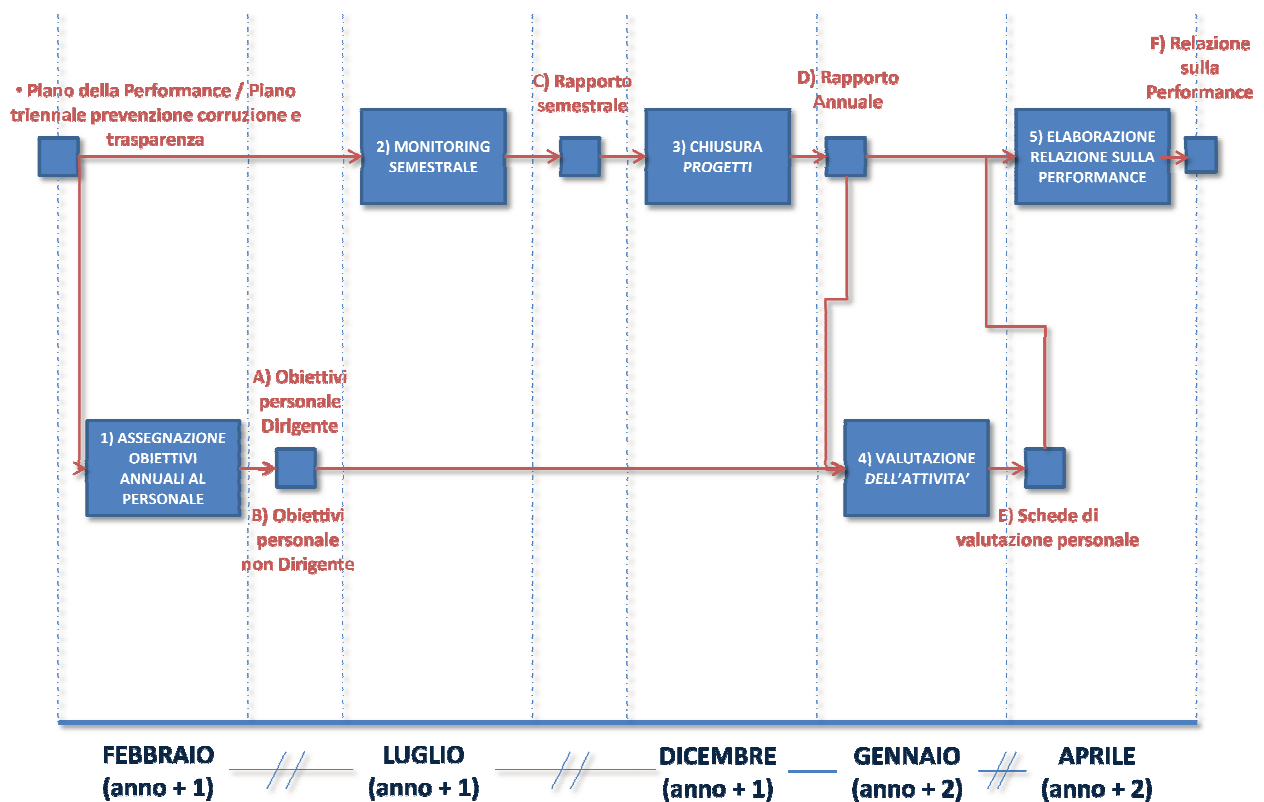 • Piano della Performance / Piano
triennale prevenzione corruzione e
trasparenza
2) MONITORING
SEMESTRALE
C) Rapporto
semestrale
3) CHIUSURA
PROGETTI
D) Rapporto
Annuale
5) ELABORAZIONE
RELAZIONE SULLA
PERFORMANCE
F) Relazione
sulla
Performance
1) ASSEGNAZIONE
OBIETTIVI
ANNUALI AL
PERSONALE
A) Obiettivi
personale
Dirigente
B) Obiettivi
personale
non Dirigente
4) VALUTAZIONE
DELL'ATTIVITA'
E) Schede di
valutazione personale
FEBBRAIO
(anno + 1)
LUGLIO
(anno + 1)
DICEMBRE
(anno + 1)
GENNAIO
(anno + 2)
APRILE
(anno + 2)